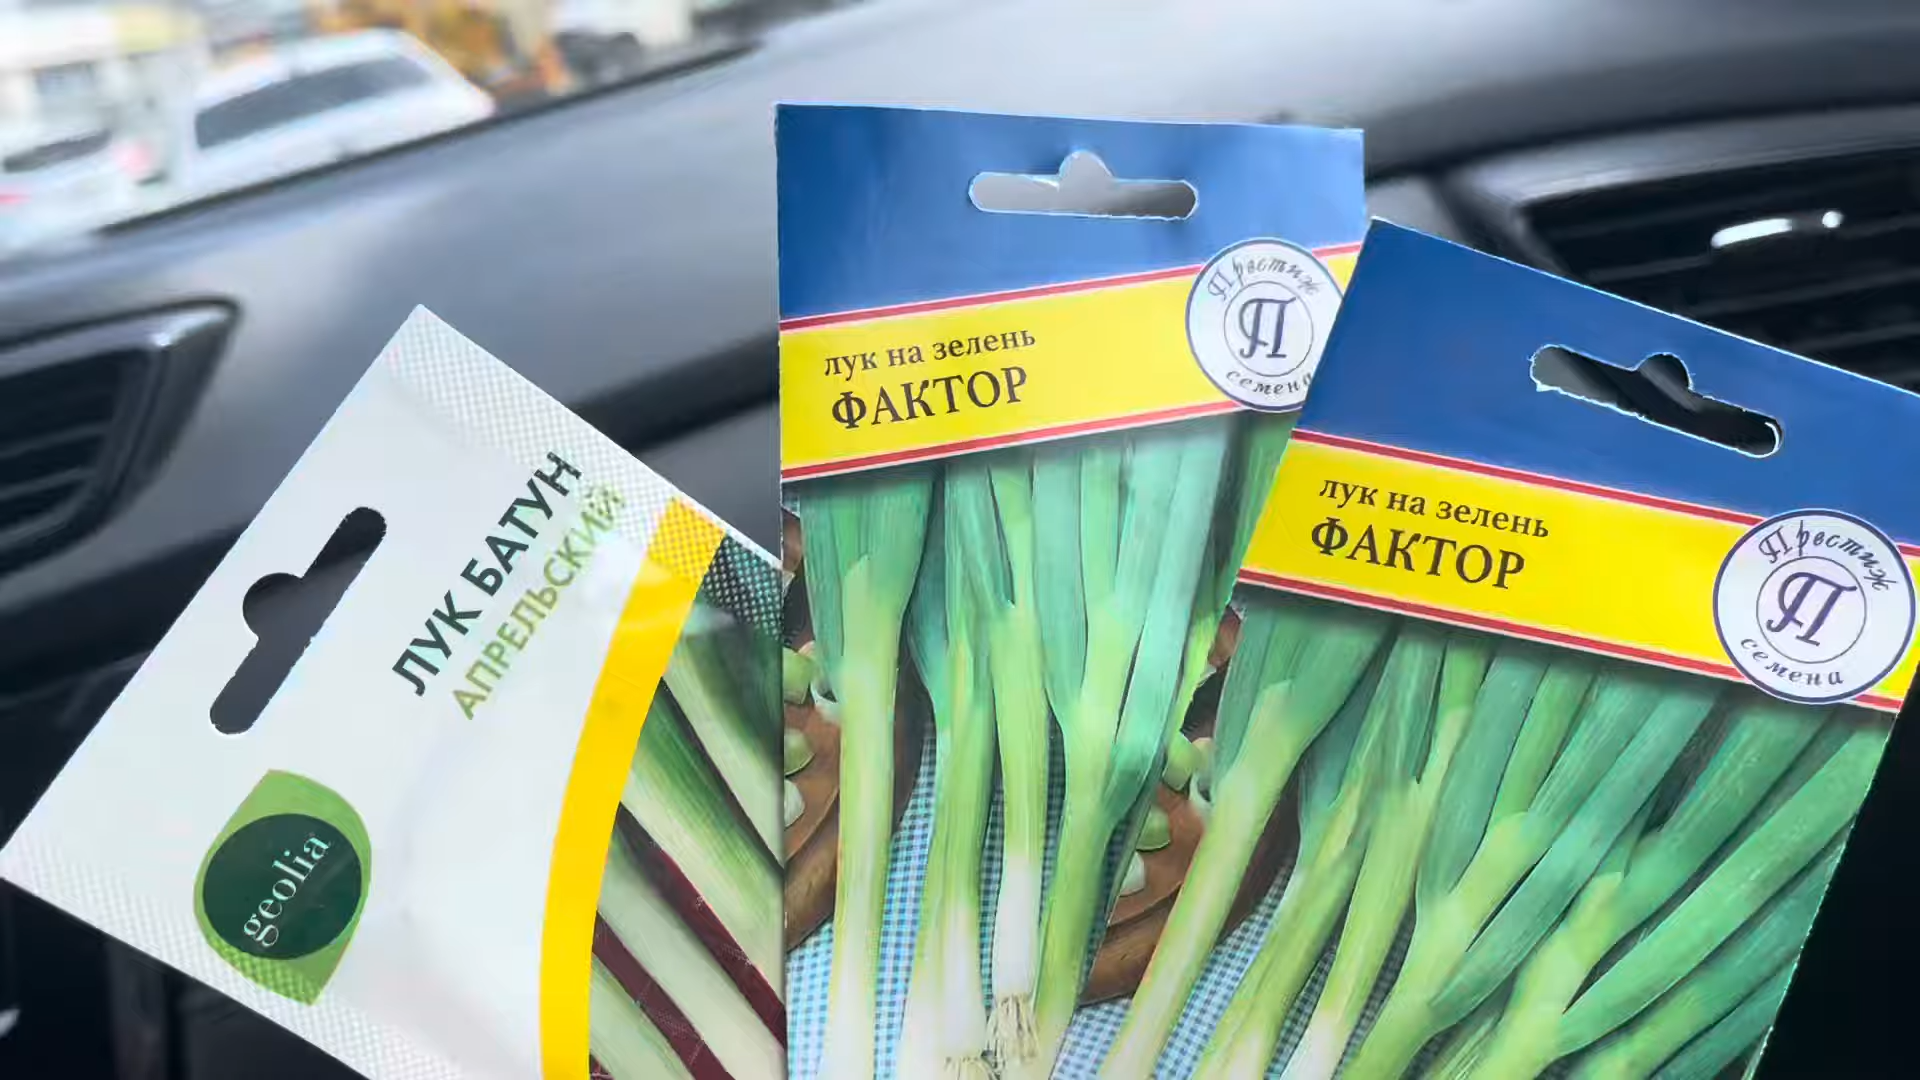 ЛУК БАТУН
АПРЕЛЬСКИЙ
geolia
лук на зелень
ФАКТОР
Престиж
П
семена
лук на зелень
ФАКТОР
Престиж
П
семена